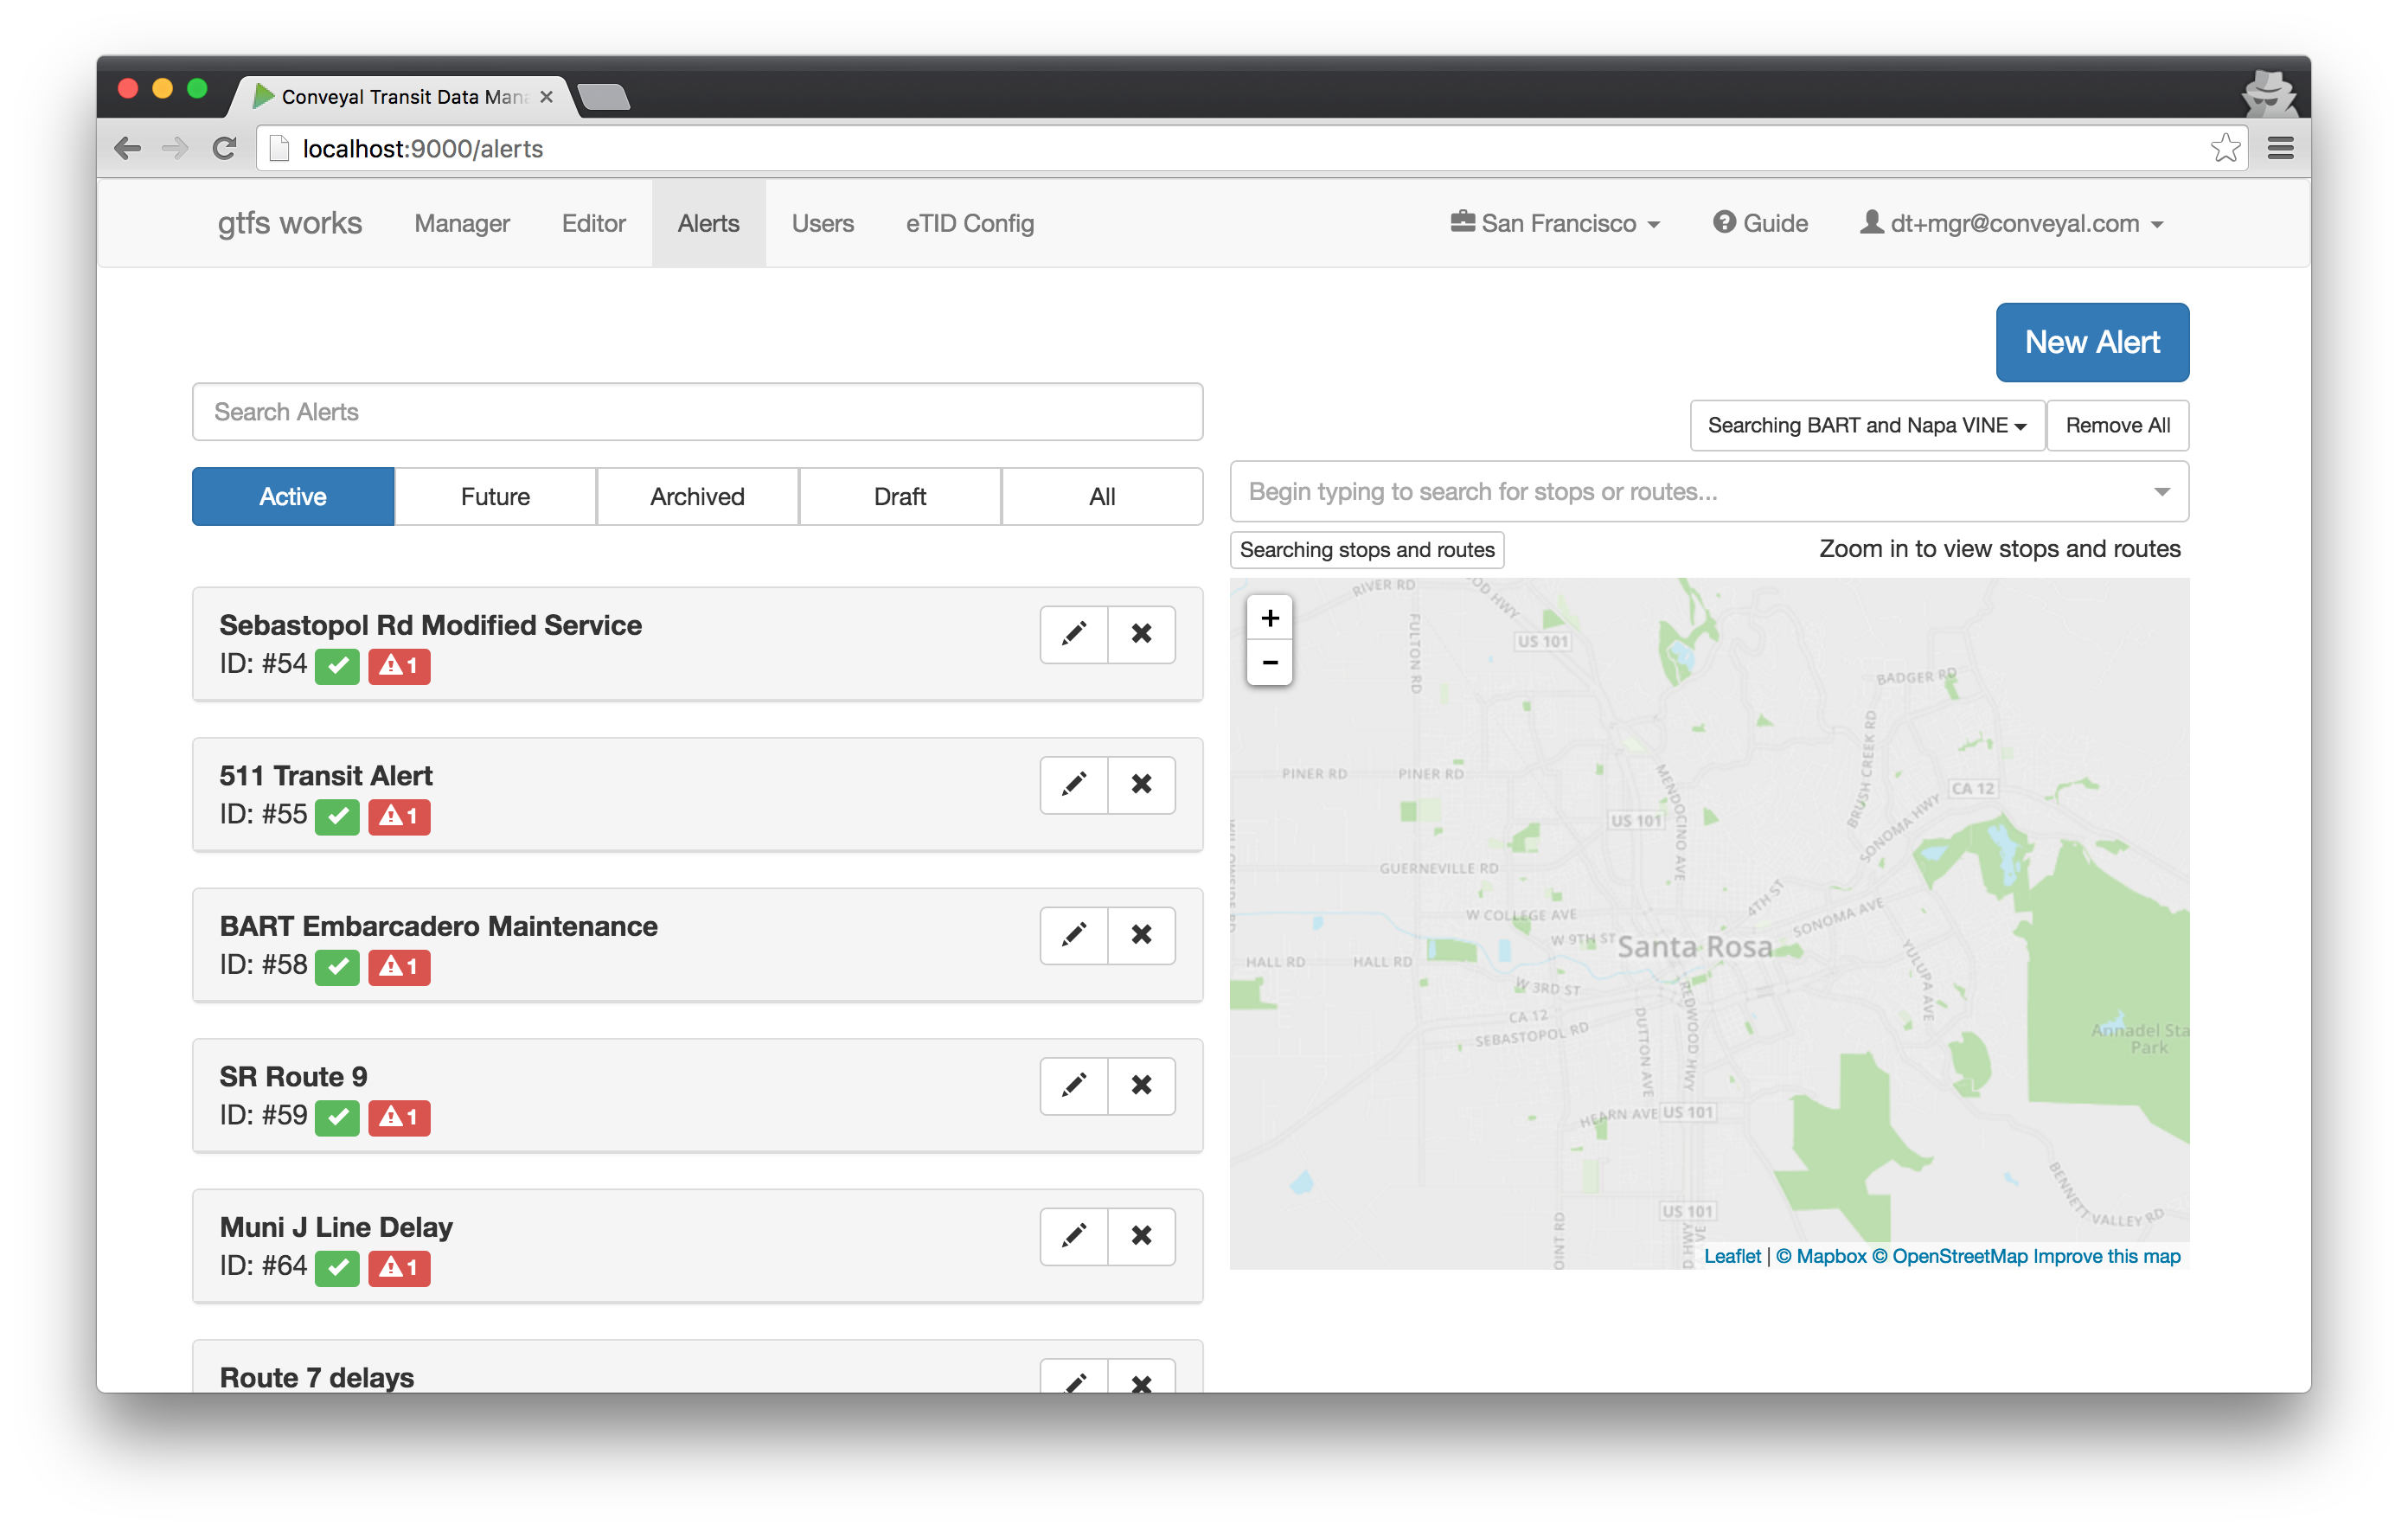 Conveyal Transit Data Man
localhost:9000/alerts
gtfs works Manager Editor Alerts Users eTID Config San Francisco Guide dt+mgr@conveyal.com
New Alert
Search Alerts
Searching BART and Napa VINE Remove All
Active Future Archived Draft All
Begin typing to search for stops or routes...
Searching stops and routes Zoom in to view stops and routes
Sebastopol Rd Modified Service
ID: #54 1
511 Transit Alert
ID: #55 1
BART Embarcadero Maintenance
ID: #58 1
SR Route 9
ID: #59 1
Muni J Line Delay
ID: #64 1
Route 7 delays
+
−
RIVER RD
OOD HWY
FULTON RD
US 101
BADGER RD
BRUSH CREEK RD
PINER RD
PINER RD
MENDOCINO AVE
CA 12
US 101
SONOMA HWY
GUERNEVILLE RD
4TH ST
W COLLEGE AVE
SONOMA AVE
W 9TH ST
Santa Rosa
YULUPA AVE
HALL RD
HALL RD
W 3RD ST
REDWOOD HWY
CA 12
SEBASTOPOL RD
DUTTON AVE
Annadel Sta
Park
HEARN AVE
US 101
BENNETT VALLEY RD
US 101
OINT RD
D HWY
AVE
Leaflet | © Mapbox © OpenStreetMap Improve this map